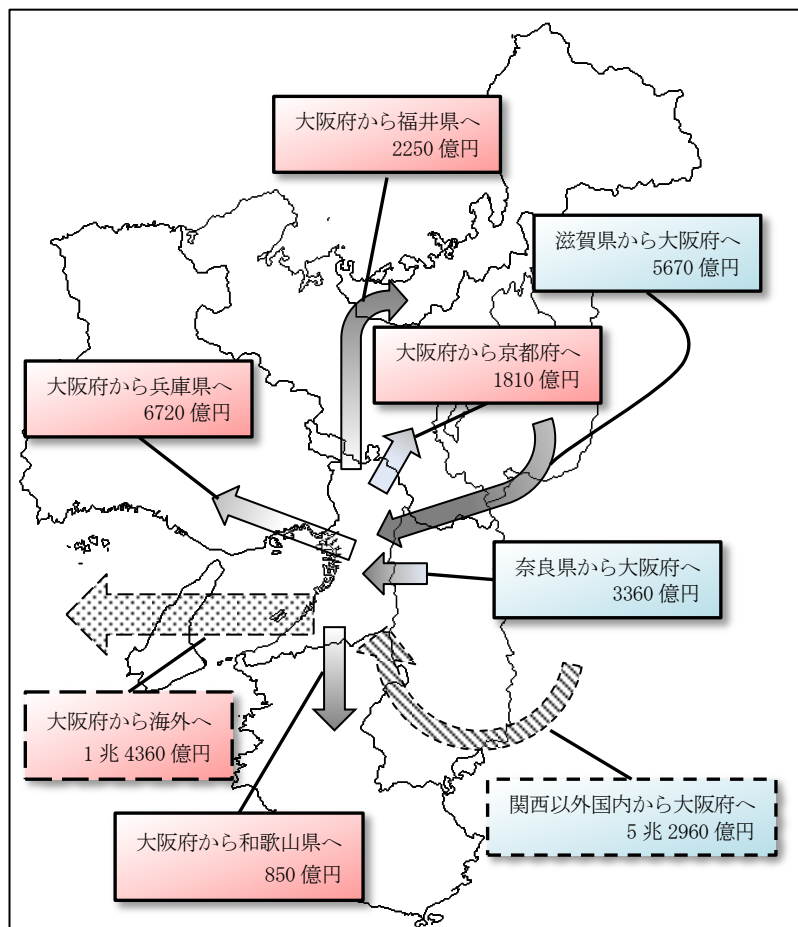 大阪府から福井県へ
2250 億円
滋賀県から大阪府へ
5670 億円
大阪府から京都府へ
1810 億円
大阪府から兵庫県へ
6720 億円
奈良県から大阪府へ
3360 億円
大阪府から海外へ
1 兆 4360 億円
関西以外国内から大阪府へ
5 兆 2960 億円
大阪府から和歌山県へ
850 億円